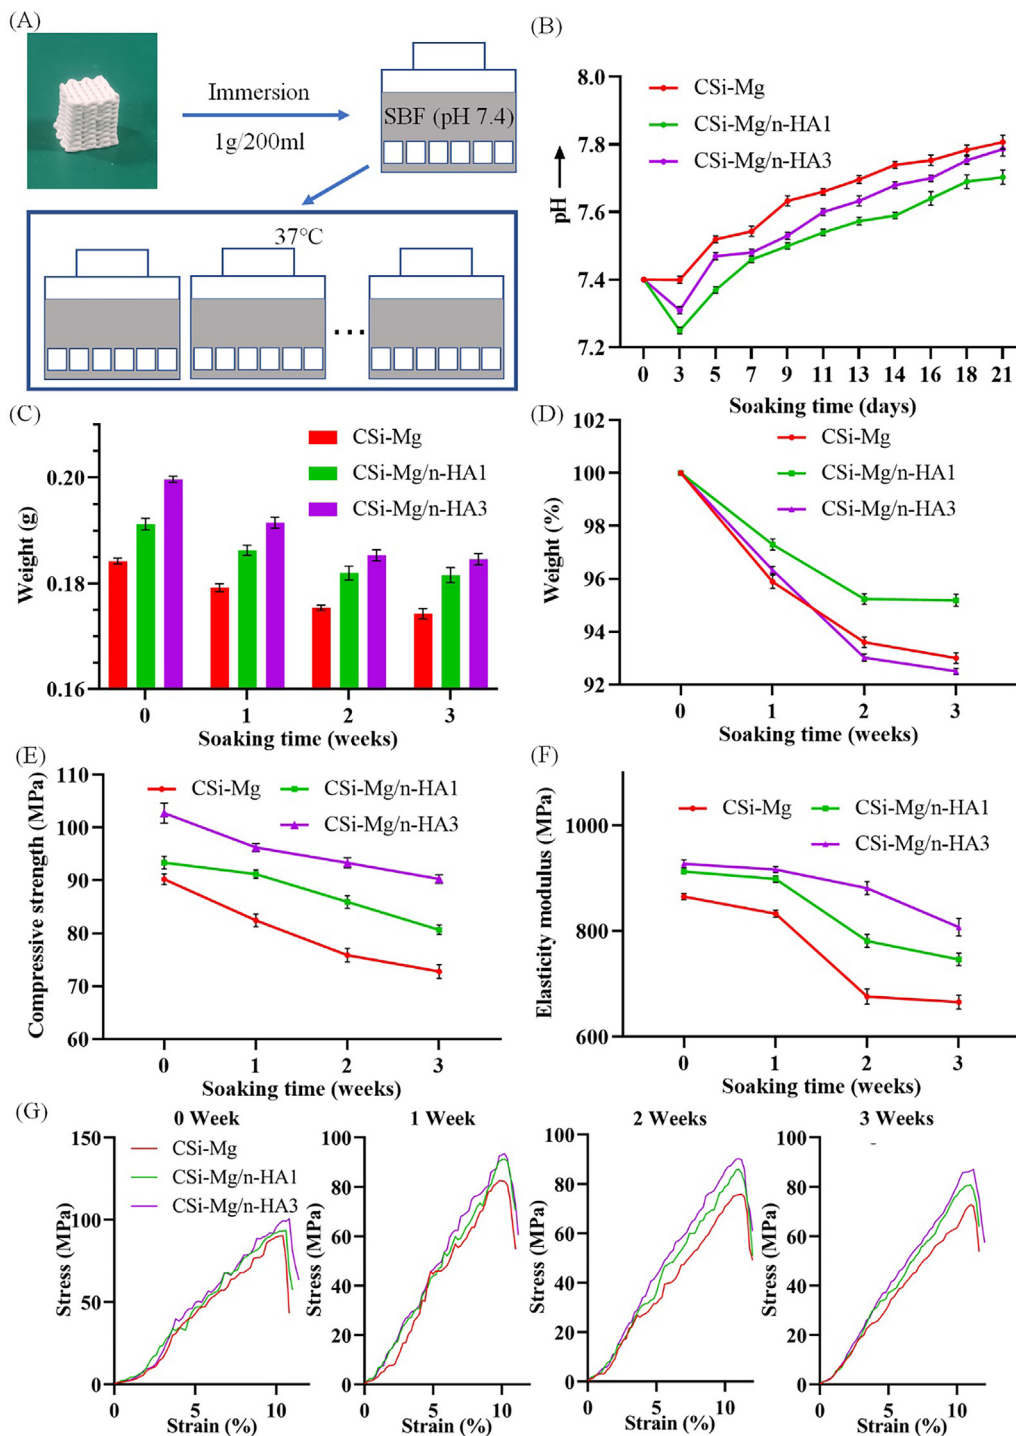 (A)
Immersion
1g/200ml
SBF (pH 7.4)
37°C
...
(B)
CSi-Mg
CSi-Mg/n-HA1
CSi-Mg/n-HA3
pH
8.0
7.8
7.6
7.4
7.2
0 3 5 7 9 11 13 14 16 18 21
Soaking time (days)
(C)
CSi-Mg
CSi-Mg/n-HA1
CSi-Mg/n-HA3
Weight (g)
0.20
0.18
0.16
0 1 2 3
Soaking time (weeks)
(D)
CSi-Mg
CSi-Mg/n-HA1
CSi-Mg/n-HA3
Weight (%)
102
100
98
96
94
92
0 1 2 3
Soaking time (weeks)
(E)
CSi-Mg CSi-Mg/n-HA1
CSi-Mg/n-HA3
Compressive strength (MPa)
110
100
90
80
70
60
0 1 2 3
Soaking time (weeks)
(F)
CSi-Mg CSi-Mg/n-HA1
CSi-Mg/n-HA3
Elasticity modulus (MPa)
1000
800
600
0 1 2 3
Soaking time (weeks)
(G)
0 Week
CSi-Mg
CSi-Mg/n-HA1
CSi-Mg/n-HA3
Stress (MPa)
150
100
50
0
0 5 10
Strain (%)
1 Week
Stress (MPa)
100
80
60
40
20
0
0 5 10
Strain (%)
2 Weeks
Stress (MPa)
100
80
60
40
20
0
0 5 10
Strain (%)
3 Weeks
Stress (MPa)
100
80
60
40
20
0
0 5 10
Strain (%)